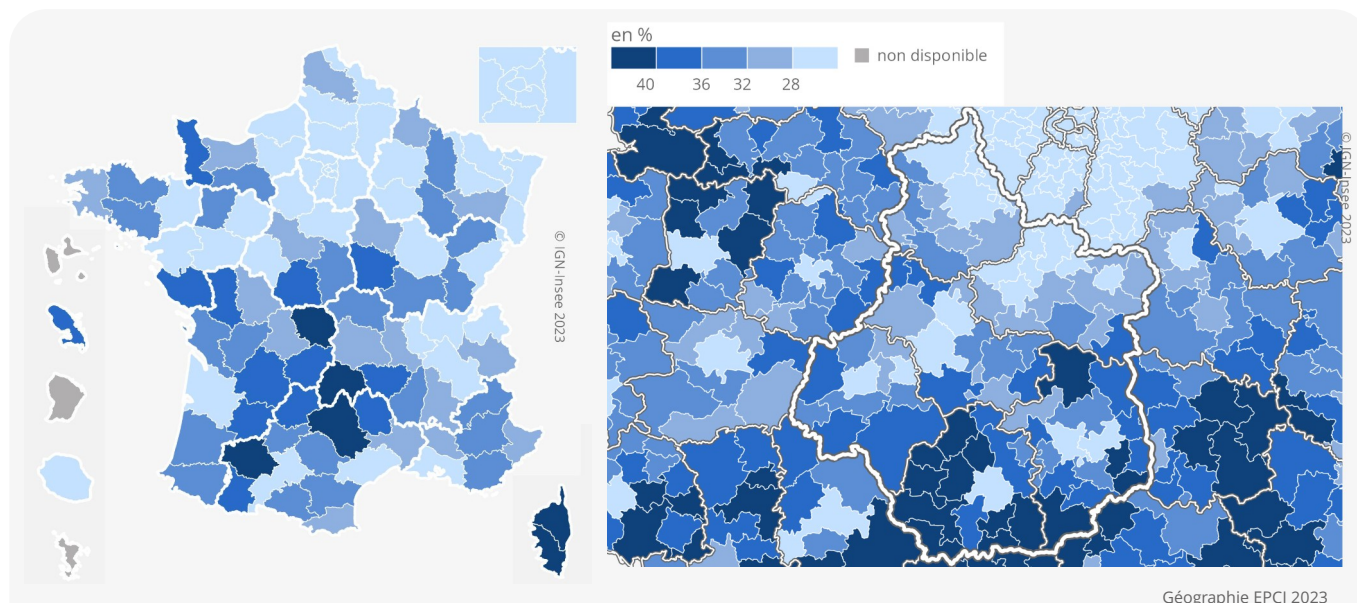 en %
40 36 32 28
non disponible
© IGN-Insee 2023
© IGN-Insee 2023
Géographie EPCI 2023